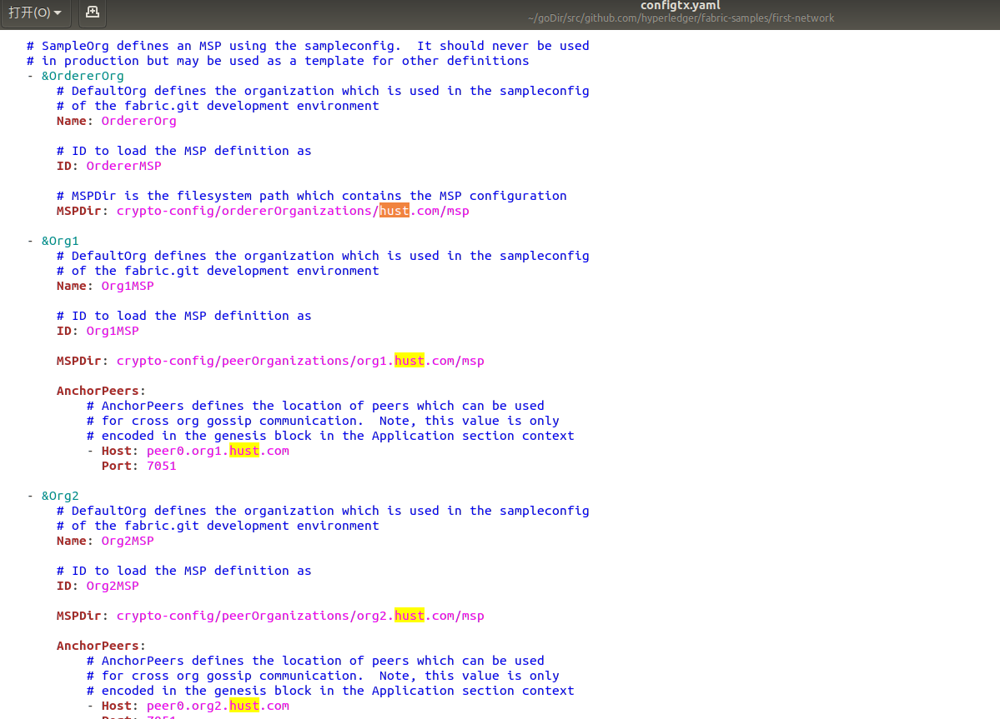 打开(O)
configtx.yaml
~/goDir/src/github.com/hyperledger/fabric-samples/first-network
# SampleOrg defines an MSP using the sampleconfig.  It should never be used
# in production but may be used as a template for other definitions
- &OrdererOrg
# DefaultOrg defines the organization which is used in the sampleconfig
# of the fabric.git development environment
Name: OrdererOrg
# ID to load the MSP definition as
ID: OrdererMSP
# MSPDir is the filesystem path which contains the MSP configuration
MSPDir: crypto-config/ordererOrganizations/hust.com/msp
- &Org1
# DefaultOrg defines the organization which is used in the sampleconfig
# of the fabric.git development environment
Name: Org1MSP
# ID to load the MSP definition as
ID: Org1MSP
MSPDir: crypto-config/peerOrganizations/org1.hust.com/msp
AnchorPeers:
# AnchorPeers defines the location of peers which can be used
# for cross org gossip communication.  Note, this value is only
# encoded in the genesis block in the Application section context
- Host: peer0.org1.hust.com
Port: 7051
- &Org2
# DefaultOrg defines the organization which is used in the sampleconfig
# of the fabric.git development environment
Name: Org2MSP
# ID to load the MSP definition as
ID: Org2MSP
MSPDir: crypto-config/peerOrganizations/org2.hust.com/msp
AnchorPeers:
# AnchorPeers defines the location of peers which can be used
# for cross org gossip communication.  Note, this value is only
# encoded in the genesis block in the Application section context
- Host: peer0.org2.hust.com
Port: 7051